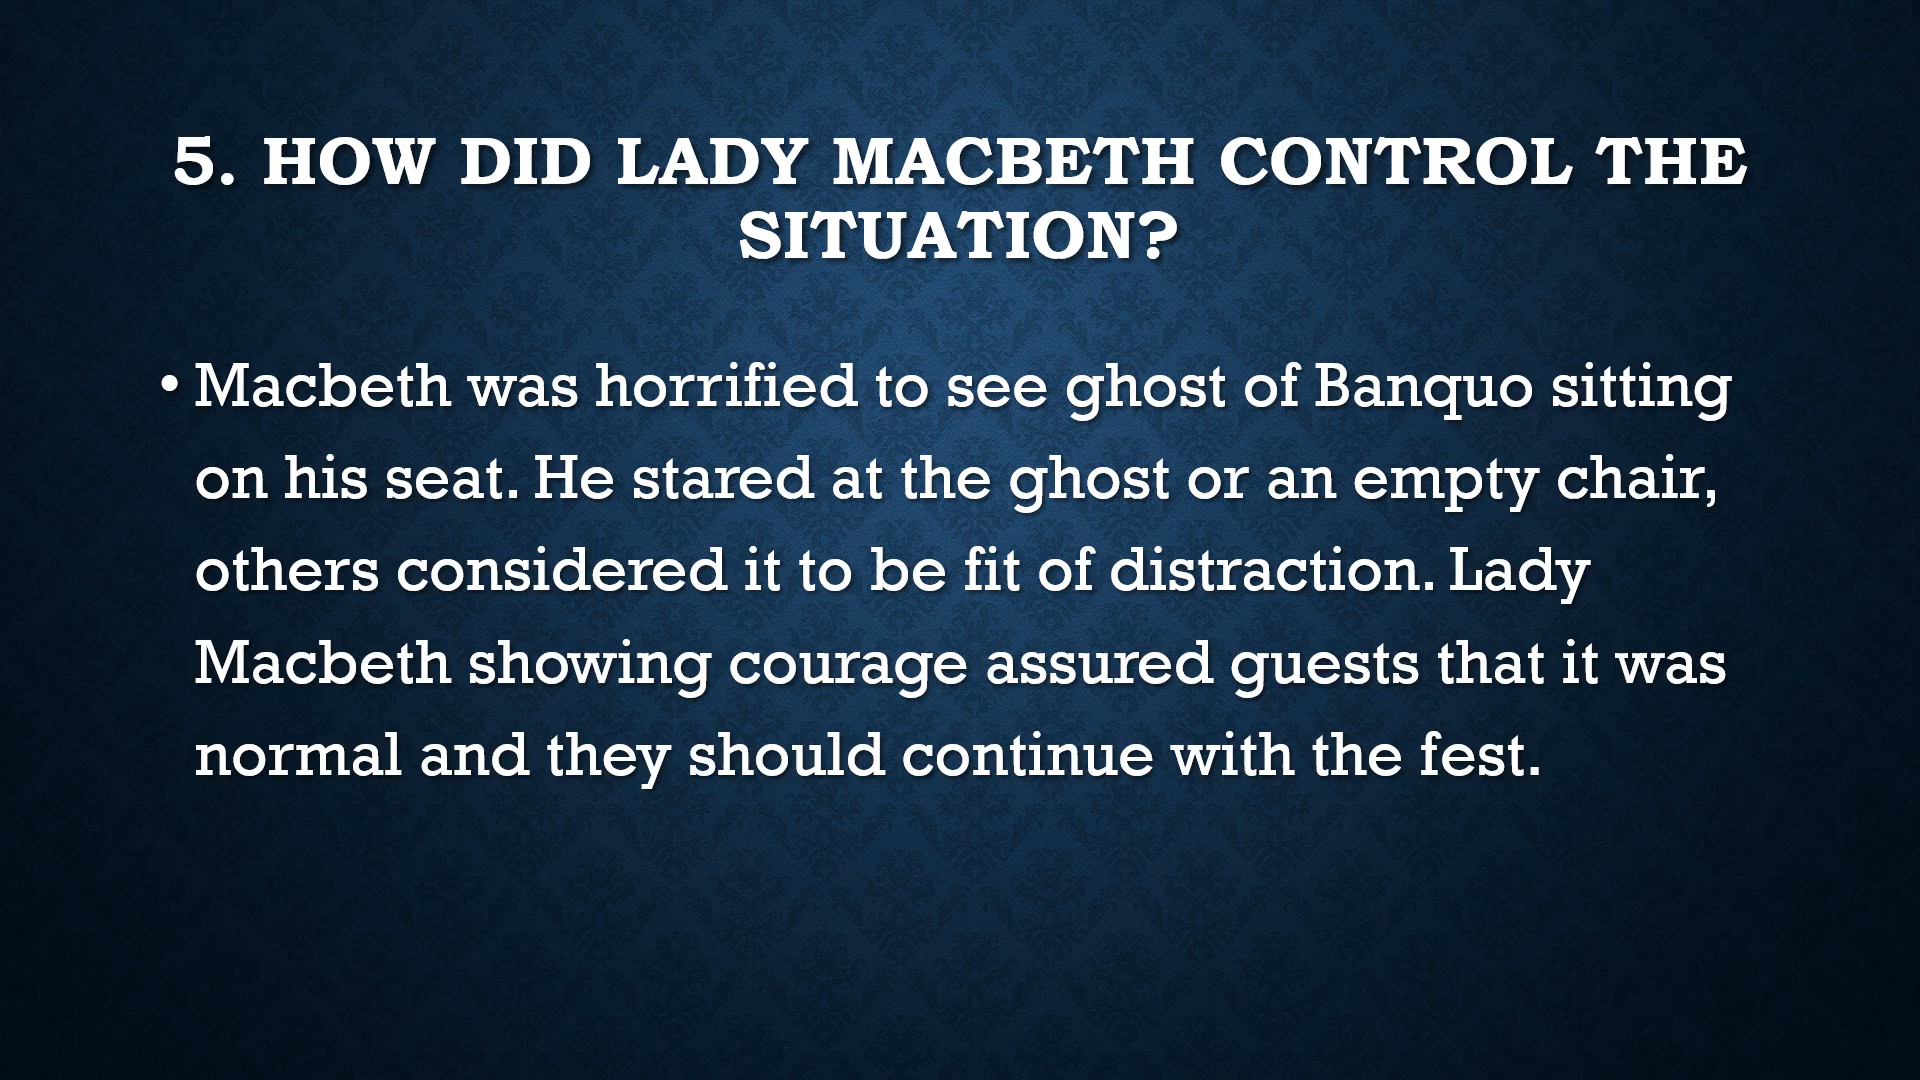 5. HOW DID LADY MACBETH CONTROL THE
SITUATION?
• Macbeth was horrified to see ghost of Banquo sitting
on his seat. He stared at the ghost or an empty chair,
others considered it to be fit of distraction. Lady
Macbeth showing courage assured guests that it was
normal and they should continue with the fest.